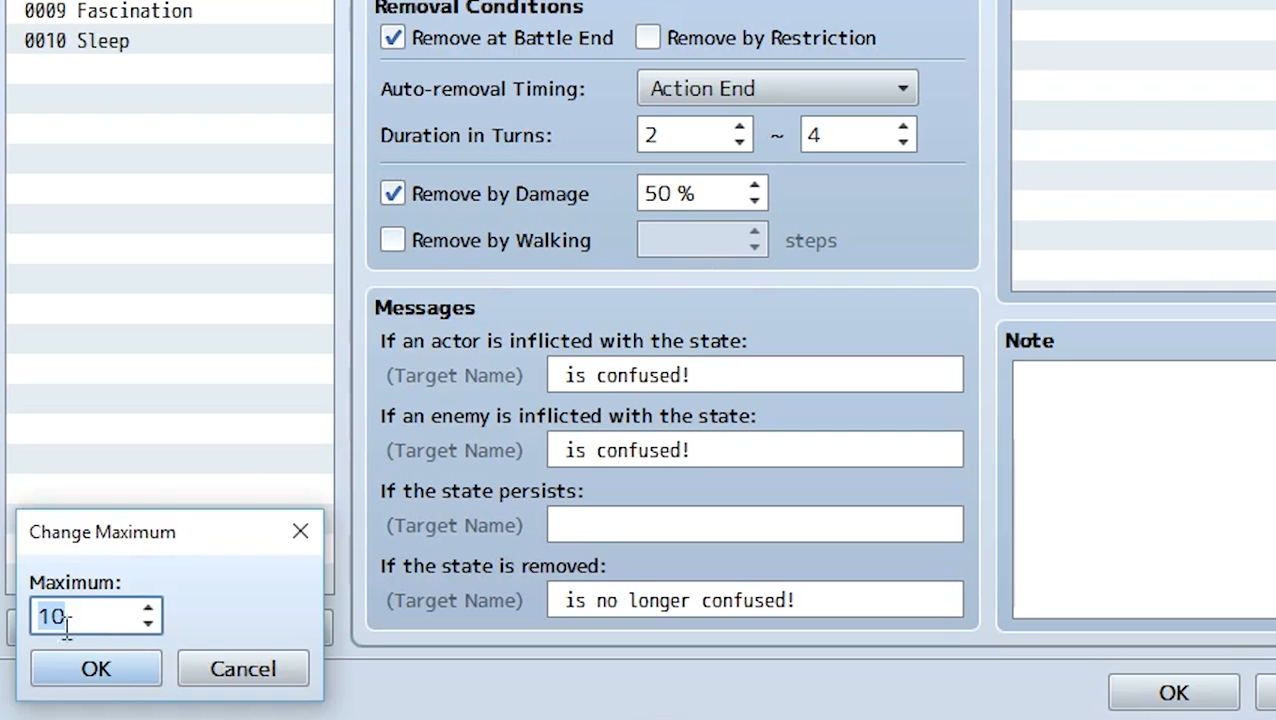 0009 Fascination
0010 Sleep
Removal Conditions
Remove at Battle End Remove by Restriction
Auto-removal Timing: Action End
Duration in Turns: 2 ~ 4
Remove by Damage 50 %
Remove by Walking steps
Messages
If an actor is inflicted with the state:
(Target Name) is confused!
If an enemy is inflicted with the state:
(Target Name) is confused!
If the state persists:
(Target Name)
If the state is removed:
(Target Name) is no longer confused!
Note
Change Maximum
Maximum:
10
OK Cancel
OK